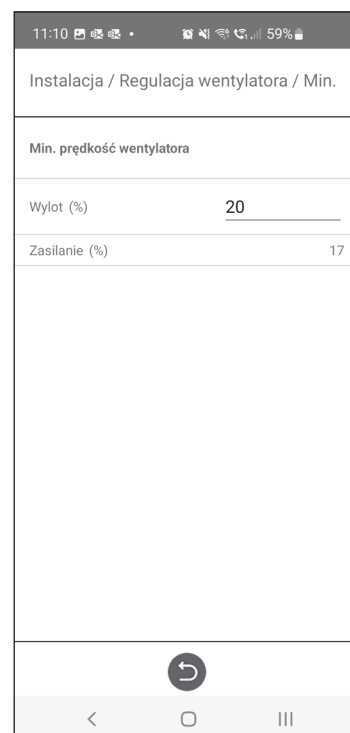 11:10 59%
Instalacja / Regulacja wentylatora / Min.
Min. prędkość wentylatora
Wylot (%) 20
Zasilanie (%) 17